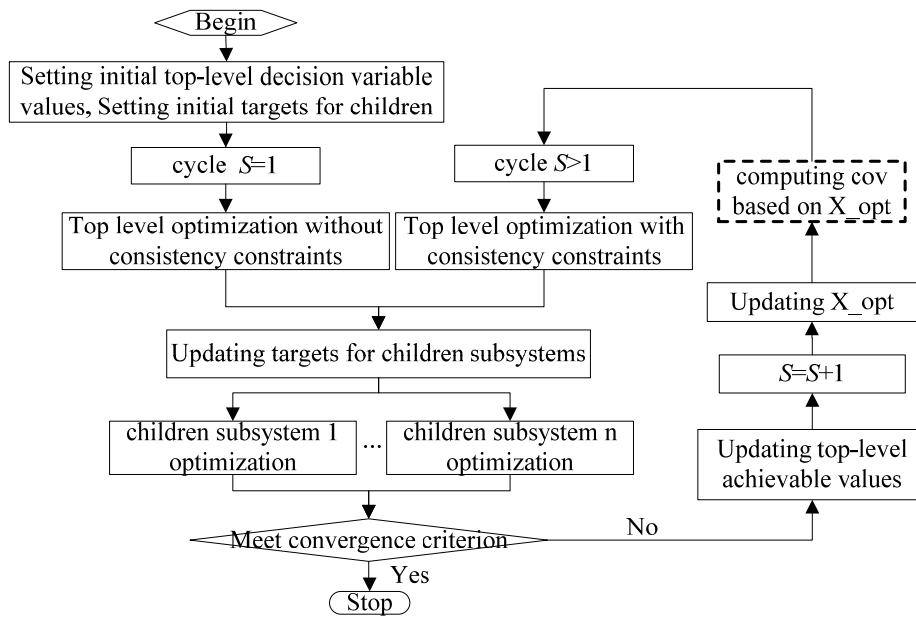 Begin
Setting initial top-level decision variable
values, Setting initial targets for children
cycle S=1
cycle S>1
computing cov
based on X_opt
Top level optimization without
consistency constraints
Top level optimization with
consistency constraints
Updating X_opt
Updating targets for children subsystems
S=S+1
children subsystem 1
optimization
...
children subsystem n
optimization
Updating top-level
achievable values
Meet convergence criterion
No
Yes
Stop